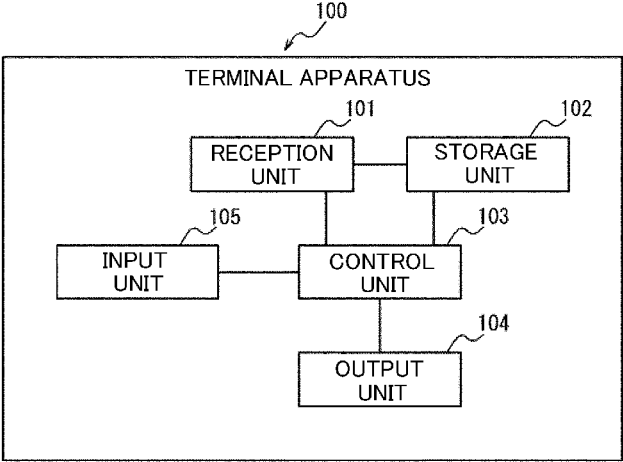 100
TERMINAL APPARATUS
101
102
RECEPTION
UNIT
STORAGE
UNIT
105
103
INPUT
UNIT
CONTROL
UNIT
104
OUTPUT
UNIT